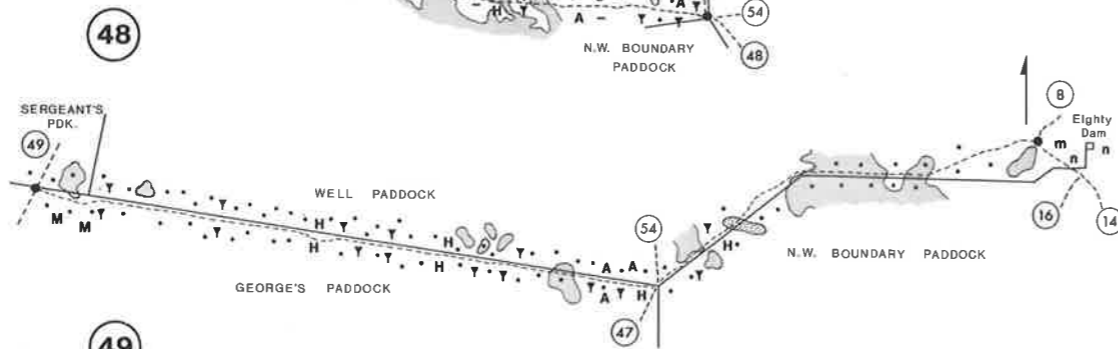 H Y A Y
A – Y Y
54
48
N.W. BOUNDARY
PADDOCK
48
SERGEANT'S
PDK.
49
8
Eighty
Dam
m
n
n
WELL PADDOCK
M
M
Y
Y
Y
Y
H
Y
H
Y
Y
H
H
Y
Y
Y
Y
A
A
A
Y
H
54
Y
H
Y
16
14
N.W. BOUNDARY PADDOCK
GEORGE'S PADDOCK
47
49